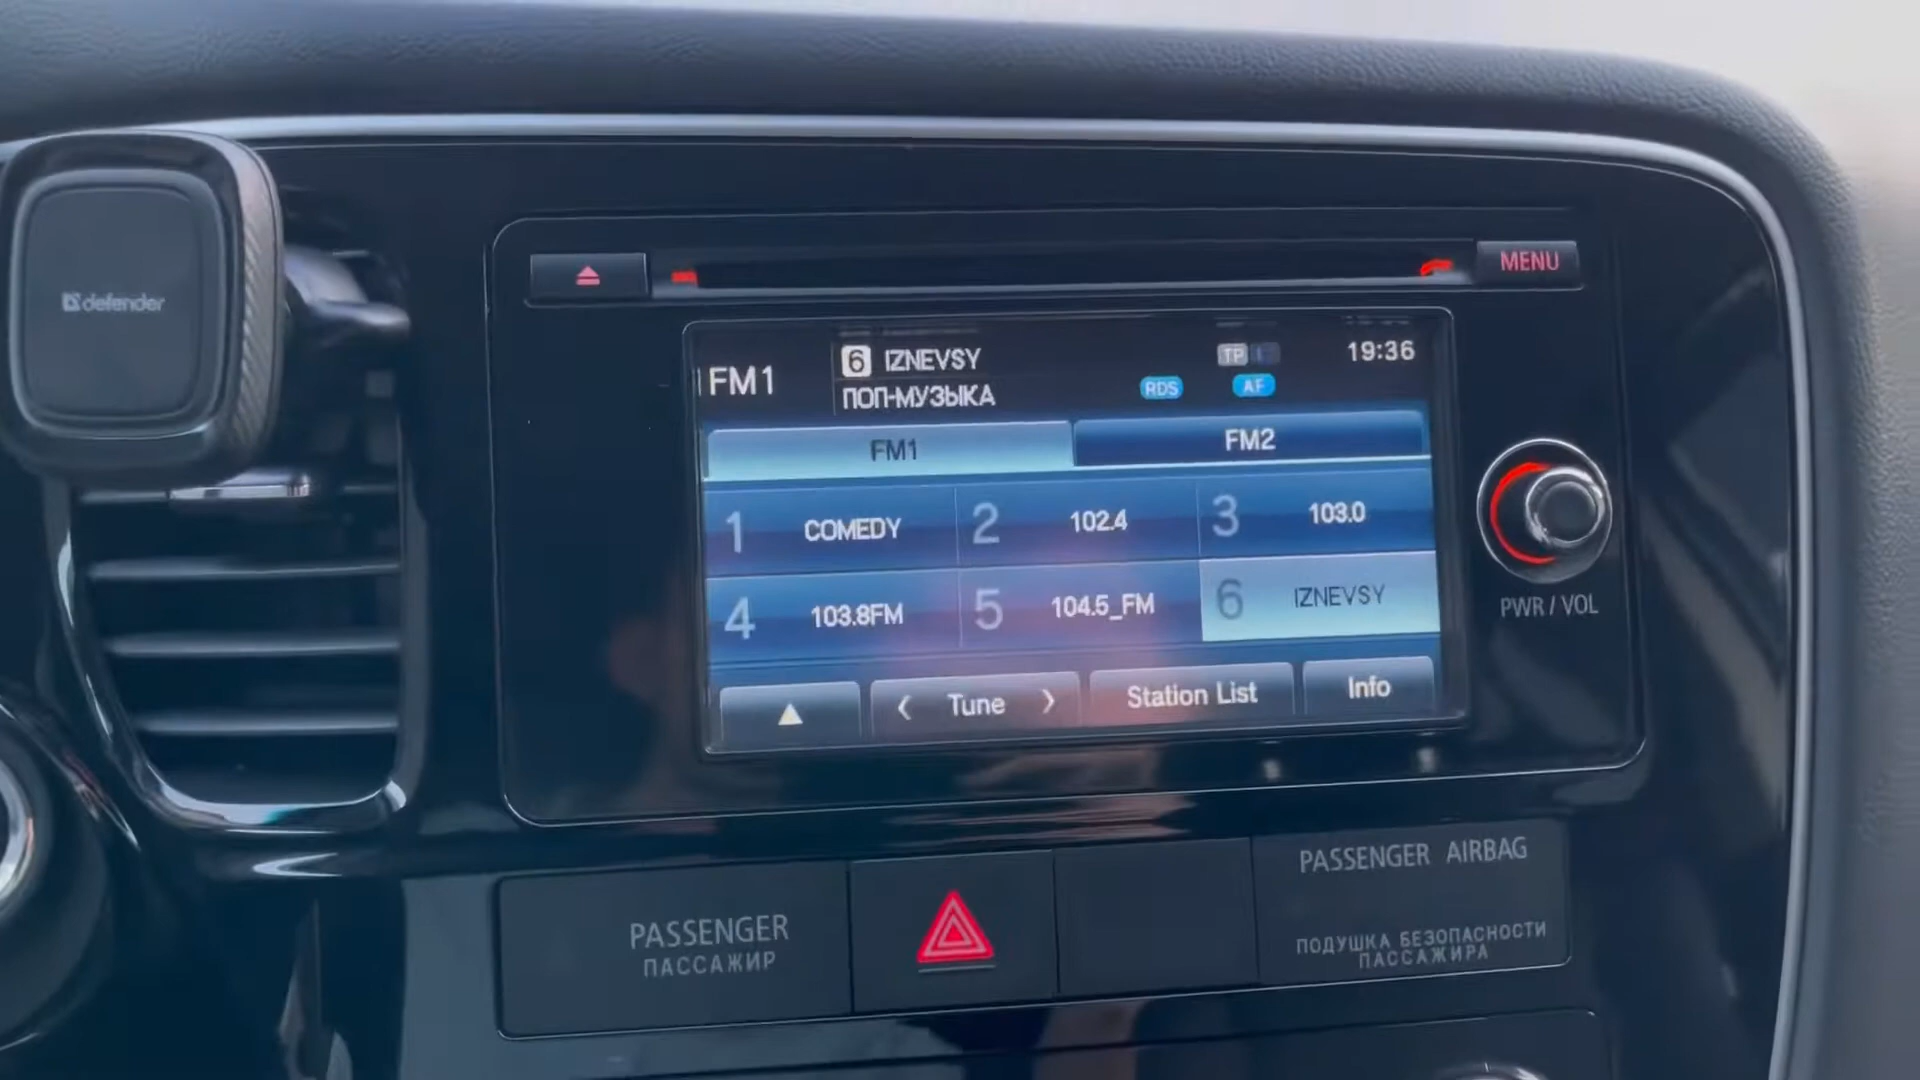 defender
MENU
FM1
6 IZNEVSY
ПОП-МУЗЫКА
TP
RDS
AF
19:36
FM1
FM2
1 COMEDY
2 102.4
3 103.0
4 103.8FM
5 104.5_FM
6 IZNEVSY
Tune
Station List
Info
PWR / VOL
PASSENGER
ПАССАЖИР
PASSENGER AIRBAG
ПОДУШКА БЕЗОПАСНОСТИ
ПАССАЖИРА